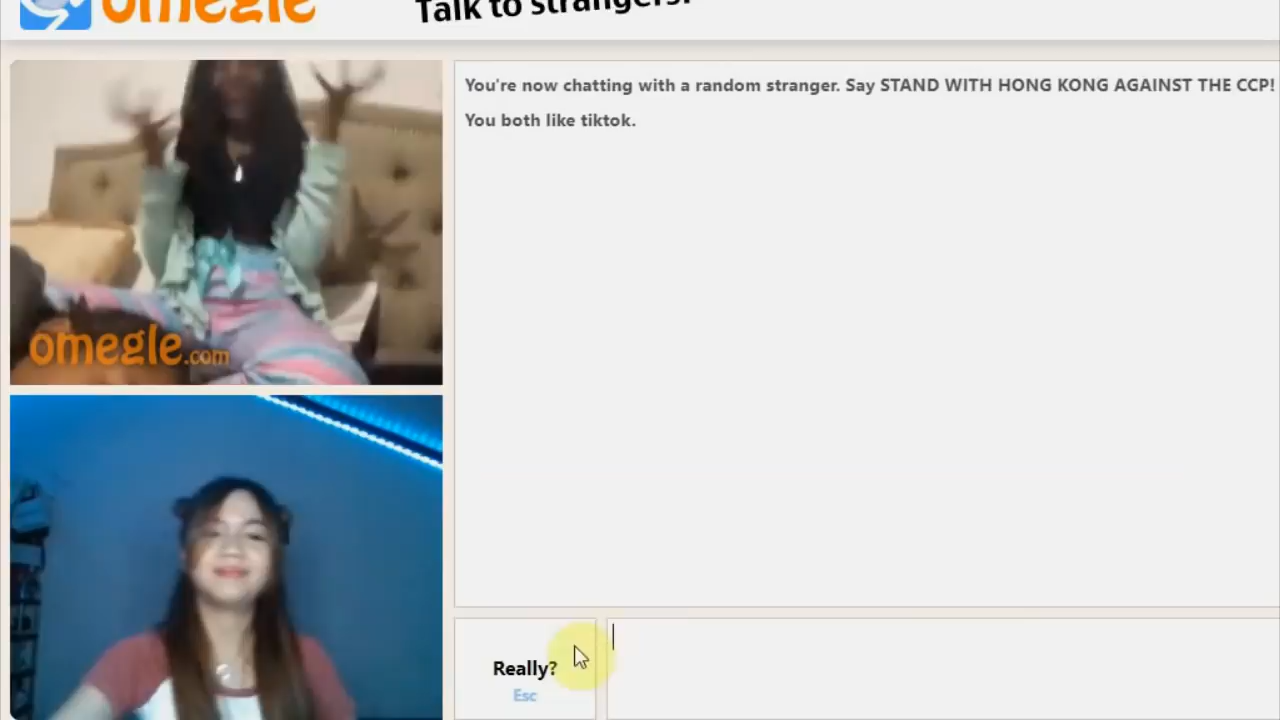 omegle
Talk to strangers!
You're now chatting with a random stranger. Say STAND WITH HONG KONG AGAINST THE CCP!
You both like tiktok.
omegle.com
Really?
Esc